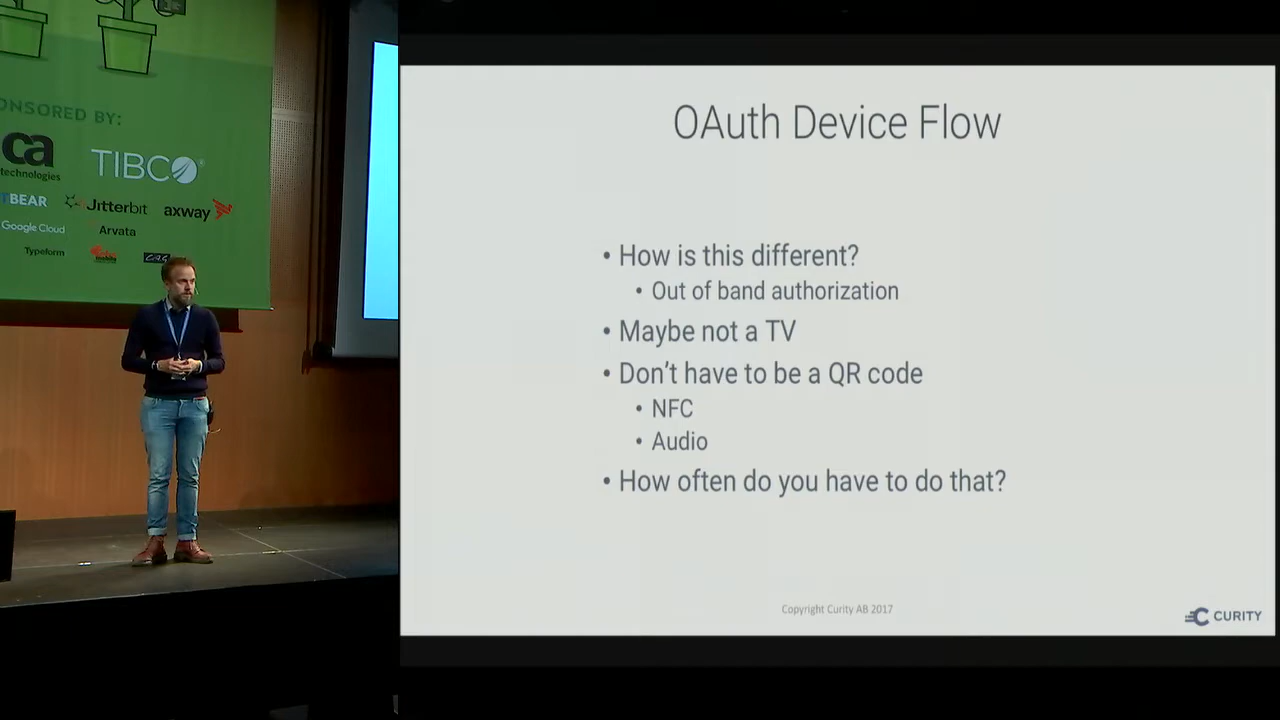 ONSORED BY:
ca
technologies
TIBCO
TBEAR
Jitterbit
axway
Google Cloud
Arvata
Typeform
OAuth Device Flow
• How is this different?
• Out of band authorization
• Maybe not a TV
• Don't have to be a QR code
• NFC
• Audio
• How often do you have to do that?
Copyright Curity AB 2017
CURITY